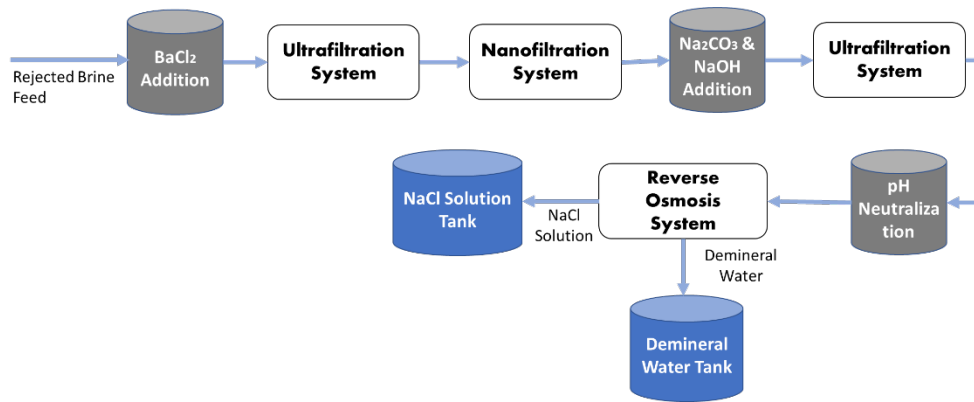 Rejected Brine
Feed
BaCl₂
Addition
Ultrafiltration
System
Nanofiltration
System
Na₂CO₃ &
NaOH
Addition
Ultrafiltration
System
NaCl Solution
Tank
NaCl
Solution
Reverse
Osmosis
System
pH
Neutraliza
tion
Demineral
Water
Demineral
Water Tank